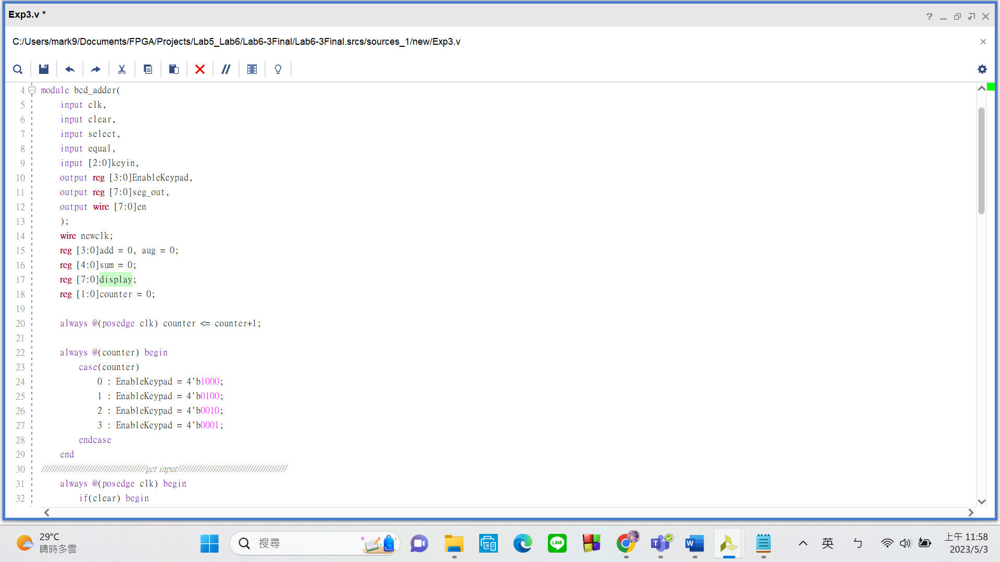 Exp3.v *
C:/Users/mark9/Documents/FPGA/Projects/Lab5_Lab6/Lab6-3Final/Lab6-3Final.srcs/sources_1/new/Exp3.v
4 module bcd_adder(
5 input clk,
6 input clear,
7 input select,
8 input equal,
9 input [2:0]keyin,
10 output reg [3:0]EnableKeypad,
11 output reg [7:0]seg_out,
12 output wire [7:0]en
13 );
14 wire newclk;
15 reg [3:0]add = 0, aug = 0;
16 reg [4:0]sum = 0;
17 reg [7:0]display;
18 reg [1:0]counter = 0;
19
20 always @(posedge clk) counter <= counter+1;
21
22 always @(counter) begin
23 case(counter)
24 0 : EnableKeypad = 4'b1000;
25 1 : EnableKeypad = 4'b0100;
26 2 : EnableKeypad = 4'b0010;
27 3 : EnableKeypad = 4'b0001;
28 endcase
29 end
30 ////////////////////////////////////////get input//////////////////////////////////////////
31 always @(posedge clk) begin
32 if(clear) begin
29°C
晴時多雲
搜尋
LINE
英
ㄅ
上午 11:58
2023/5/3